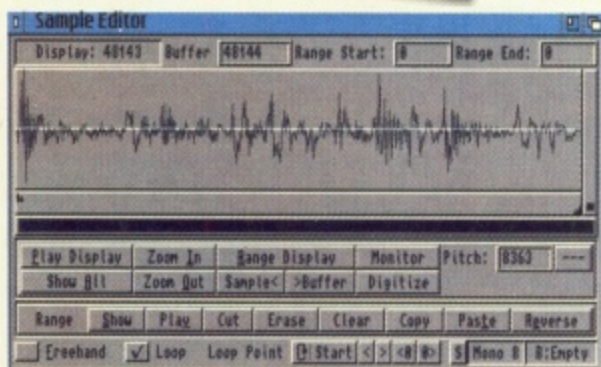 Sample Editor
Display: 48143 Buffer 48144 Range Start: 0 Range End: 0
Play Display Zoom In Range Display Monitor Pitch: 8363 ---
Show All Zoom Out Sample< >Buffer Digitize
Range Show Play Cut Erase Clear Copy Paste Reverse
Freehand Loop Loop Point Start < > <0 0> S Mono 8 B:Empty